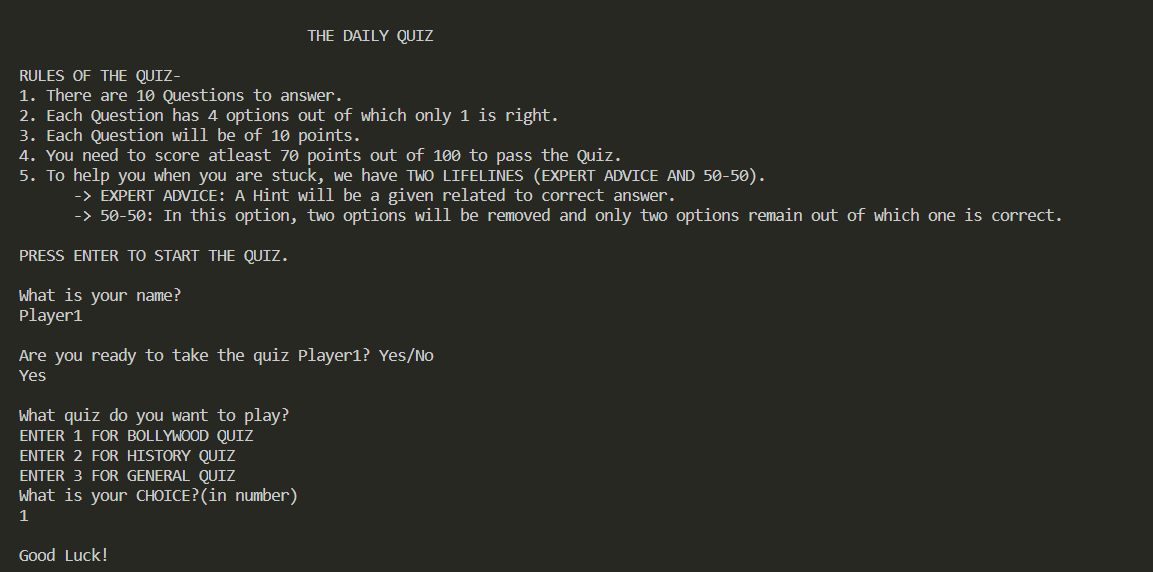 THE DAILY QUIZ
RULES OF THE QUIZ-
1. There are 10 Questions to answer.
2. Each Question has 4 options out of which only 1 is right.
3. Each Question will be of 10 points.
4. You need to score atleast 70 points out of 100 to pass the Quiz.
5. To help you when you are stuck, we have TWO LIFELINES (EXPERT ADVICE AND 50-50).
-> EXPERT ADVICE: A Hint will be a given related to correct answer.
-> 50-50: In this option, two options will be removed and only two options remain out of which one is correct.
PRESS ENTER TO START THE QUIZ.
What is your name?
Player1
Are you ready to take the quiz Player1? Yes/No
Yes
What quiz do you want to play?
ENTER 1 FOR BOLLYWOOD QUIZ
ENTER 2 FOR HISTORY QUIZ
ENTER 3 FOR GENERAL QUIZ
What is your CHOICE?(in number)
1
Good Luck!